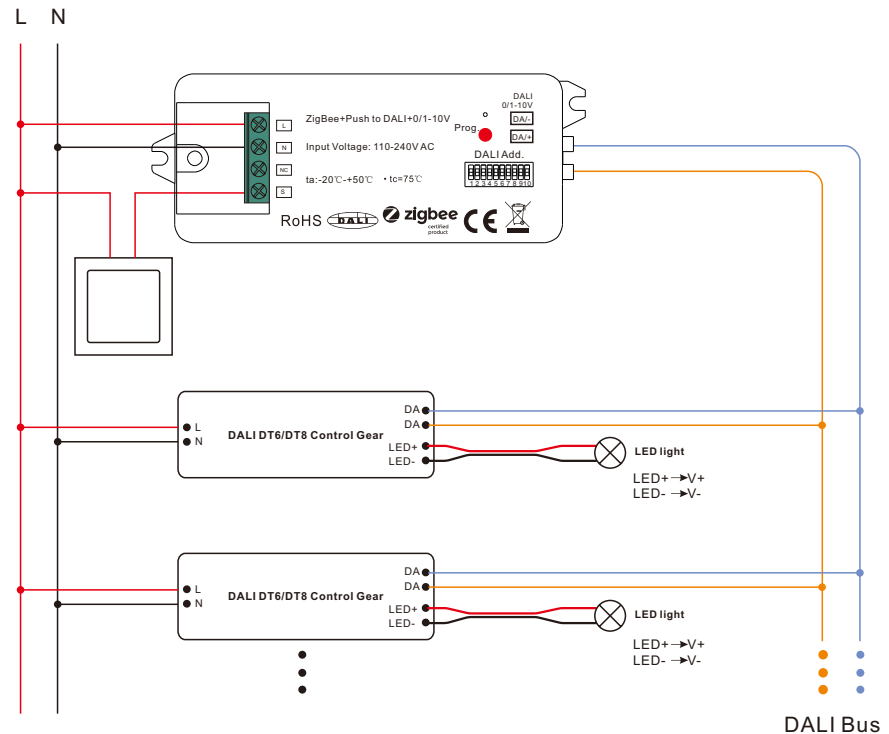 L N
DALI
0/1-10V
ZigBee+Push to DALI+0/1-10V
L
Prog.
DA/-
N
Input Voltage: 110-240V AC
DA/+
DALI Add.
NC
ta:-20℃-+50℃ • tc=75℃
S
1 2 3 4 5 6 7 8 9 10
RoHS DALI zigbee CE
certified
product
L
N
DALI DT6/DT8 Control Gear
DA
DA
LED+
LED-
LED light
LED+→V+
LED- →V-
L
N
DALI DT6/DT8 Control Gear
DA
DA
LED+
LED-
LED light
LED+→V+
LED- →V-
DALI Bus